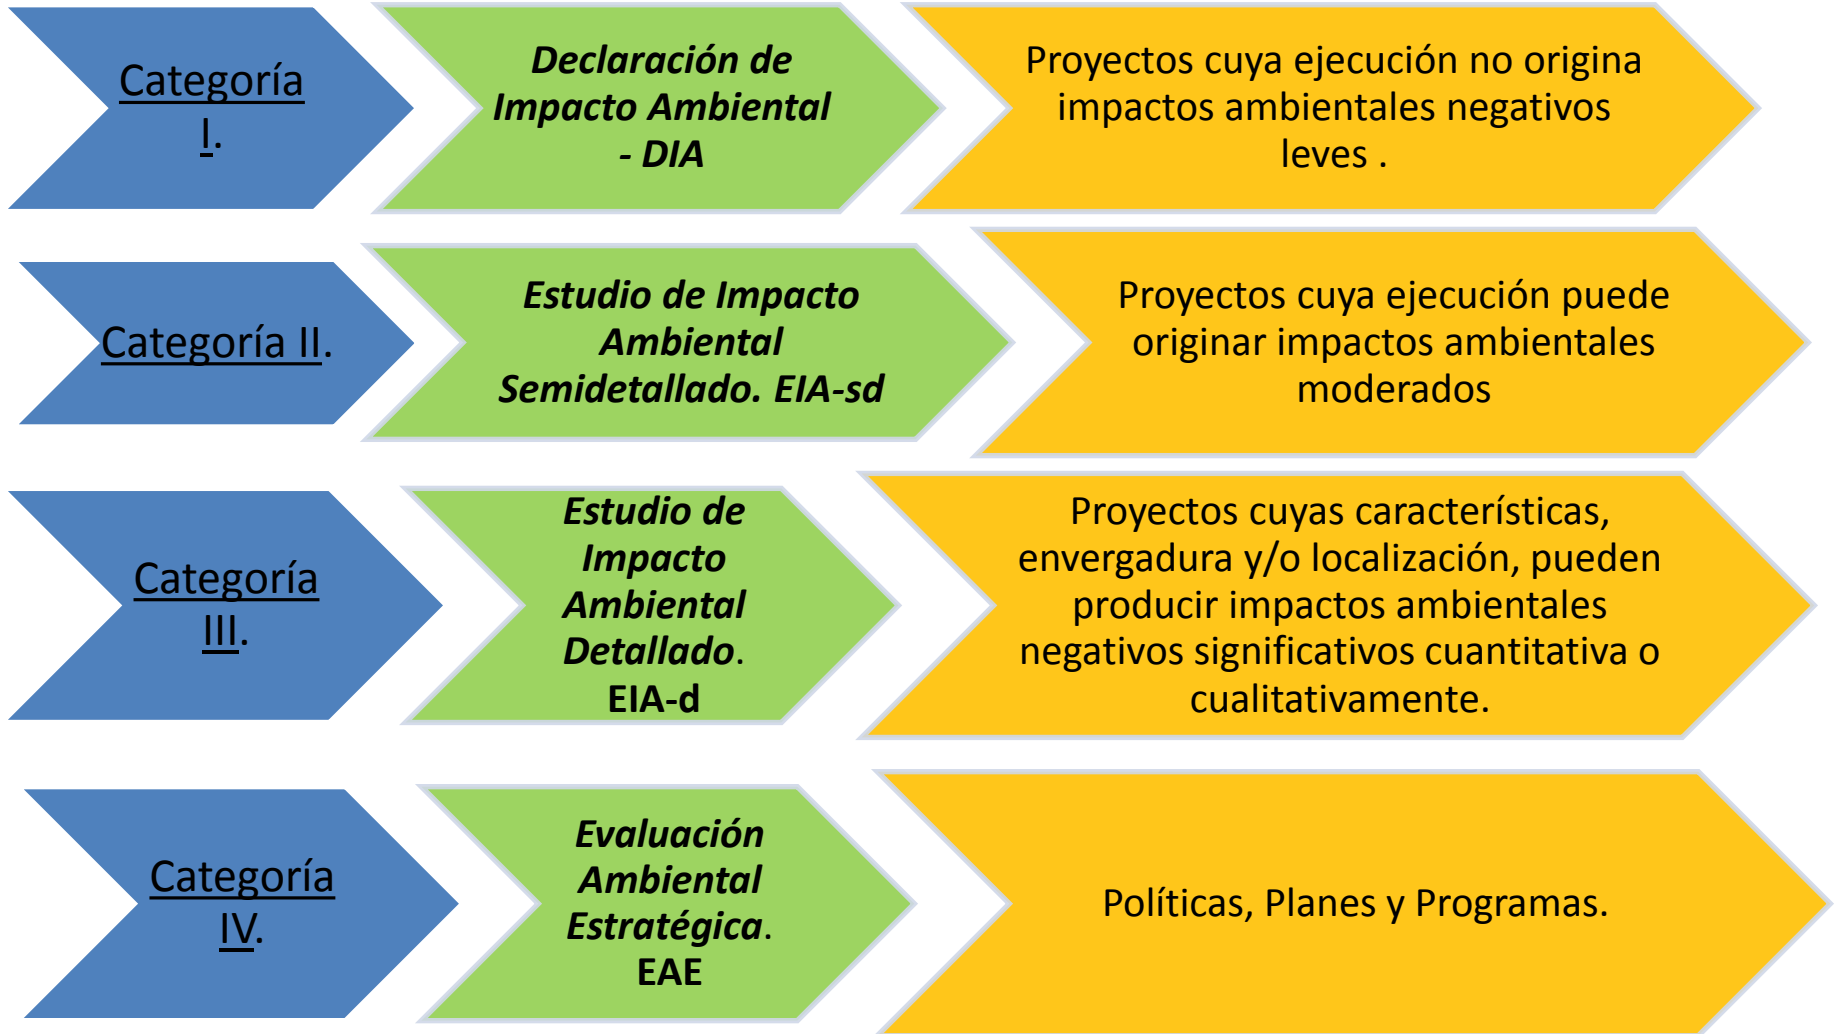 Categoría
I.
Declaración de
Impacto Ambiental
- DIA
Proyectos cuya ejecución no origina
impactos ambientales negativos
leves .
Categoría II.
Estudio de Impacto
Ambiental
Semidetallado. EIA-sd
Proyectos cuya ejecución puede
originar impactos ambientales
moderados
Categoría
III.
Estudio de
Impacto
Ambiental
Detallado.
EIA-d
Proyectos cuyas características,
envergadura y/o localización, pueden
producir impactos ambientales
negativos significativos cuantitativa o
cualitativamente.
Categoría
IV.
Evaluación
Ambiental
Estratégica.
EAE
Políticas, Planes y Programas.